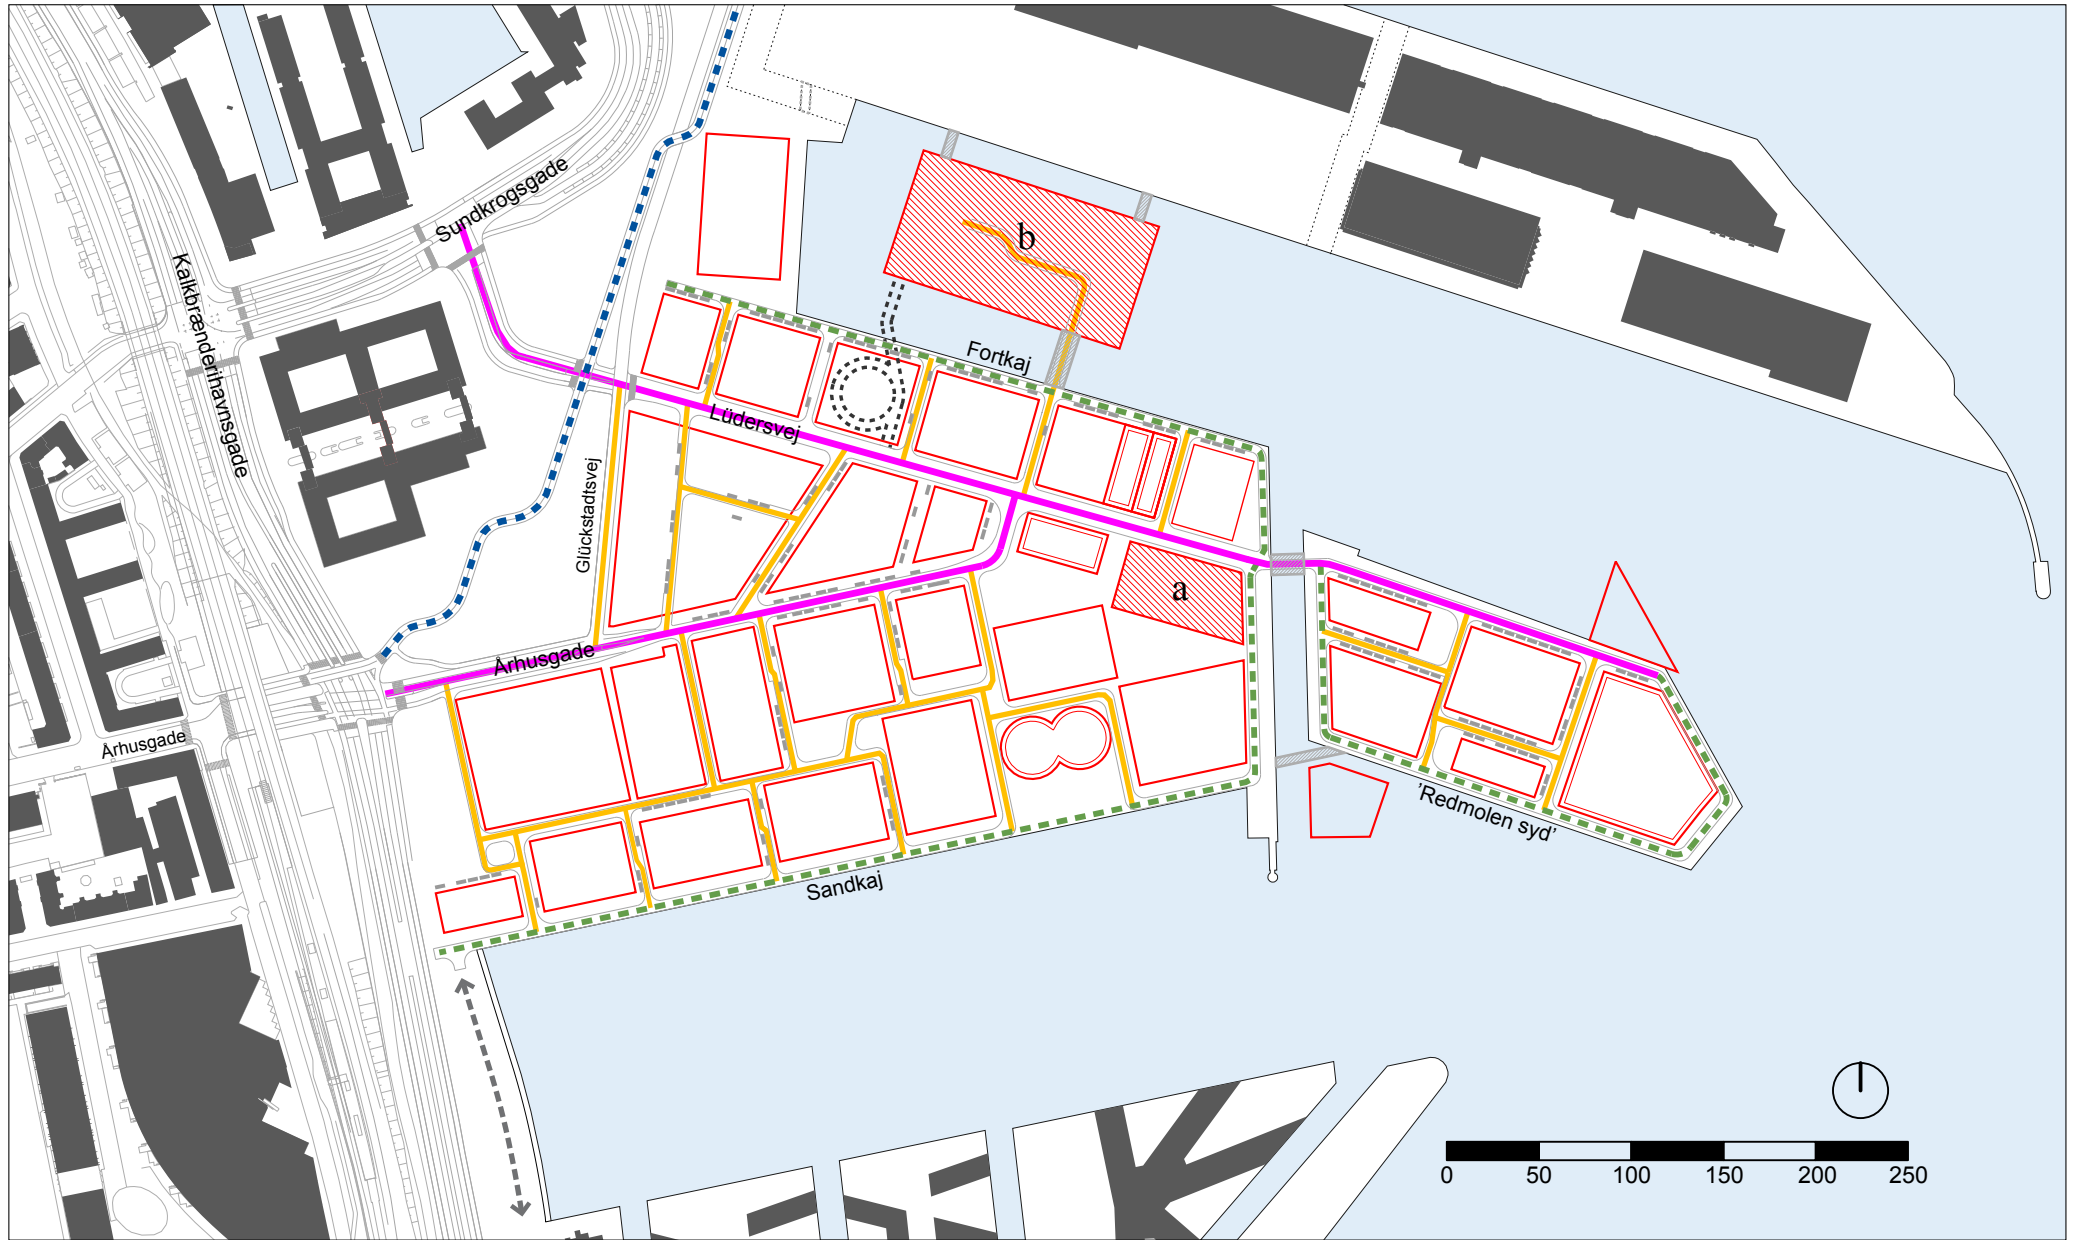 Sundkrogsgade
Kalkbrænderihavnsgade
b
Fortkaj
Lüdersvej
Glückstadtsvej
a
Århusgade
Århusgade
'Redmolen syd'
Sandkaj
0 50 100 150 200 250